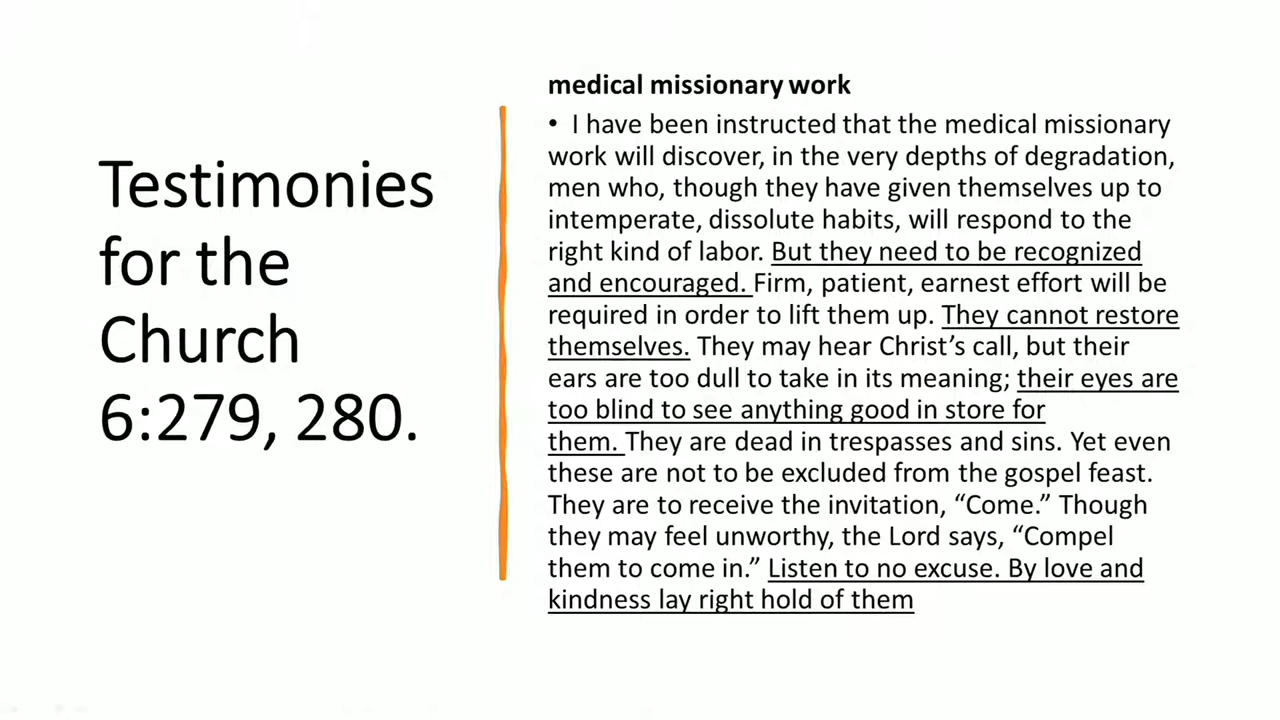 Testimonies
for the
Church
6:279, 280.
medical missionary work
• I have been instructed that the medical missionary
work will discover, in the very depths of degradation,
men who, though they have given themselves up to
intemperate, dissolute habits, will respond to the
right kind of labor. But they need to be recognized
and encouraged. Firm, patient, earnest effort will be
required in order to lift them up. They cannot restore
themselves. They may hear Christ’s call, but their
ears are too dull to take in its meaning; their eyes are
too blind to see anything good in store for
them. They are dead in trespasses and sins. Yet even
these are not to be excluded from the gospel feast.
They are to receive the invitation, “Come.” Though
they may feel unworthy, the Lord says, “Compel
them to come in.” Listen to no excuse. By love and
kindness lay right hold of them